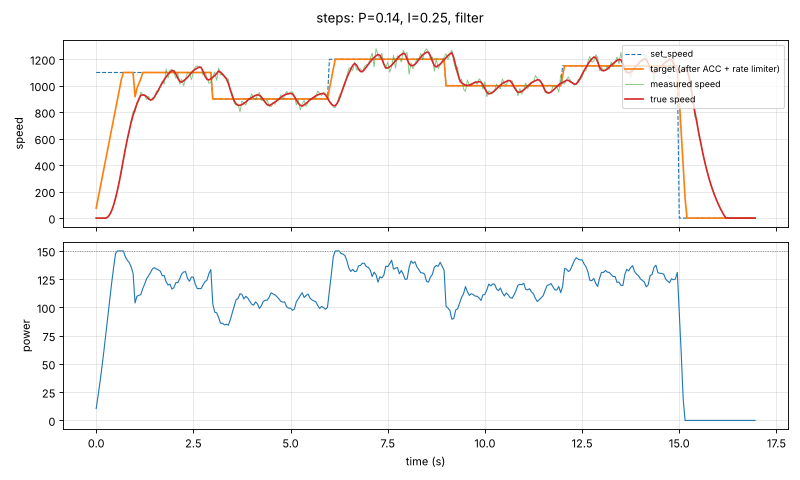 steps: P=0.14, I=0.25, filter
speed
1200
1000
800
600
400
200
0
set_speed
target (after ACC + rate limiter)
measured speed
true speed
power
150
125
100
75
50
25
0
0.0 2.5 5.0 7.5 10.0 12.5 15.0 17.5
time (s)